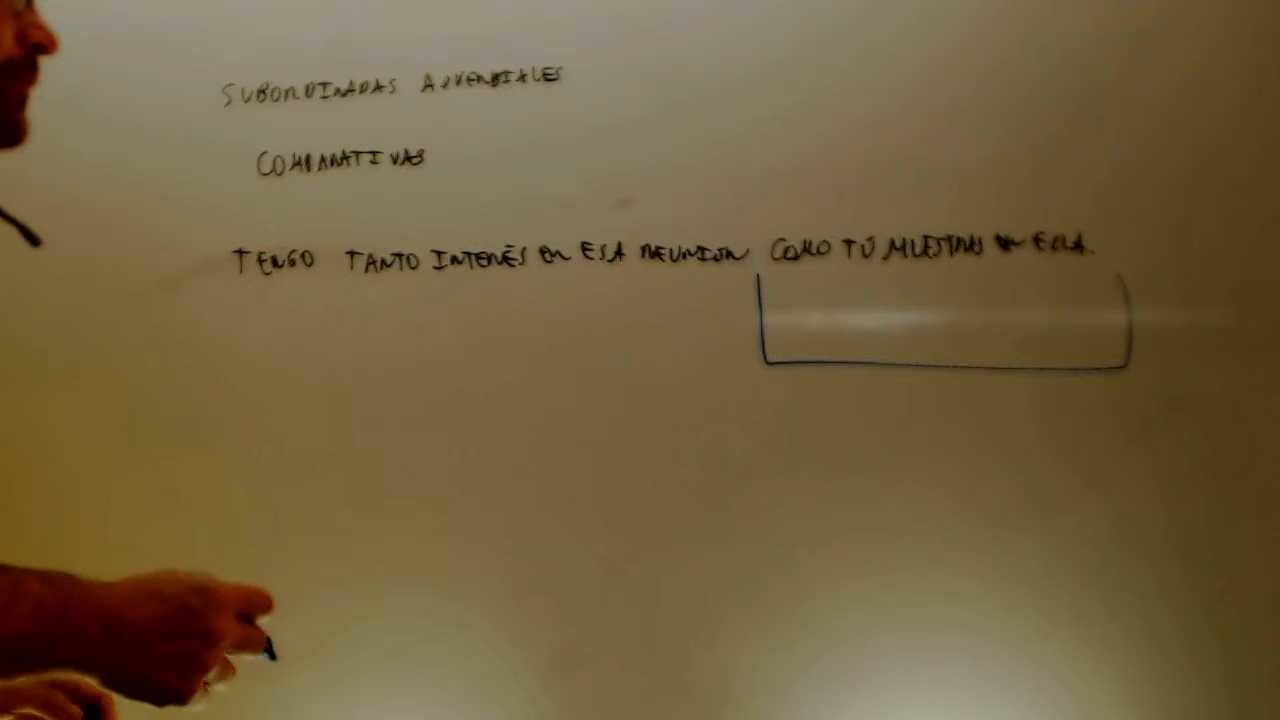 SUBORDINADAS ADVERBIALES
COMPARATIVAS
TENGO TANTO INTERÉS EN ESA REUNIÓN COMO TÚ MUESTRAS EN ELLA.